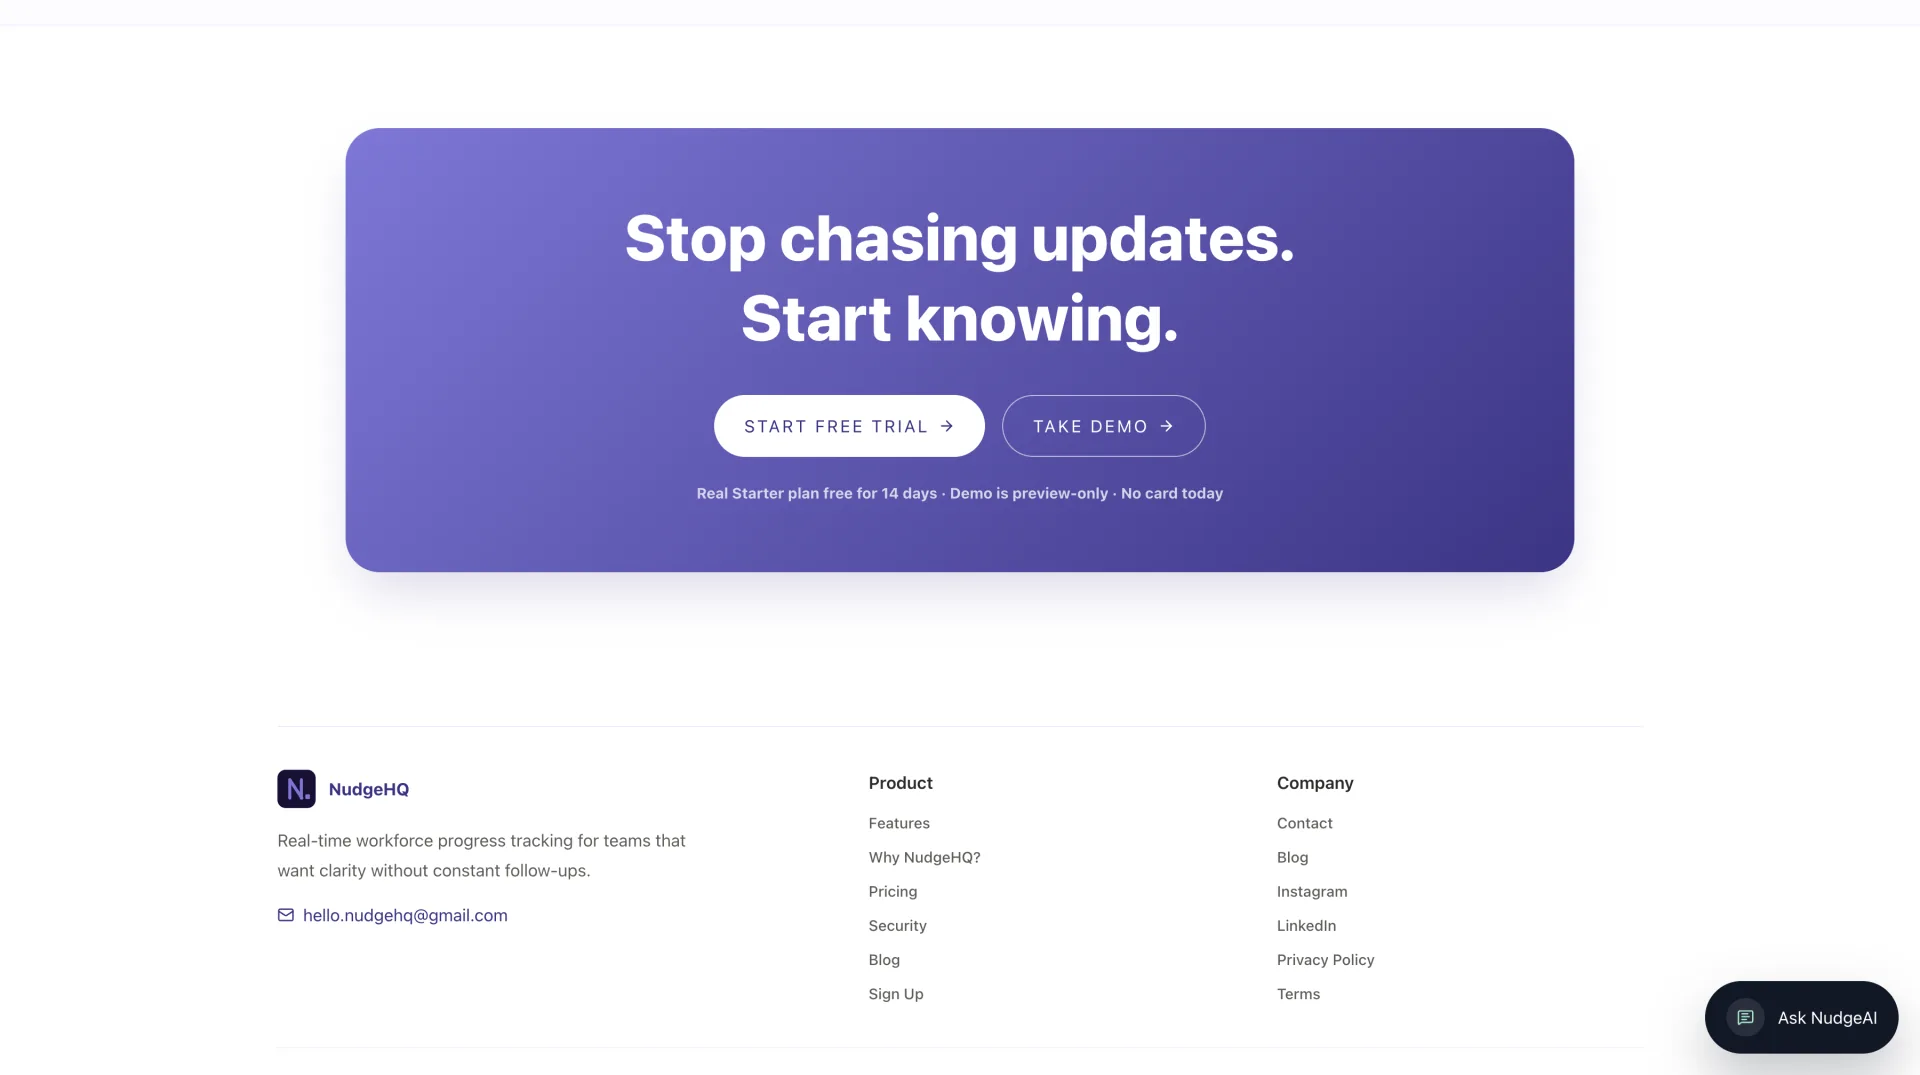 Stop chasing updates.
Start knowing.
START FREE TRIAL →
TAKE DEMO →
Real Starter plan free for 14 days · Demo is preview-only · No card today
N.
NudgeHQ
Real-time workforce progress tracking for teams that
want clarity without constant follow-ups.
hello.nudgehq@gmail.com
Product
Features
Why NudgeHQ?
Pricing
Security
Blog
Sign Up
Company
Contact
Blog
Instagram
LinkedIn
Privacy Policy
Terms
Ask NudgeAI